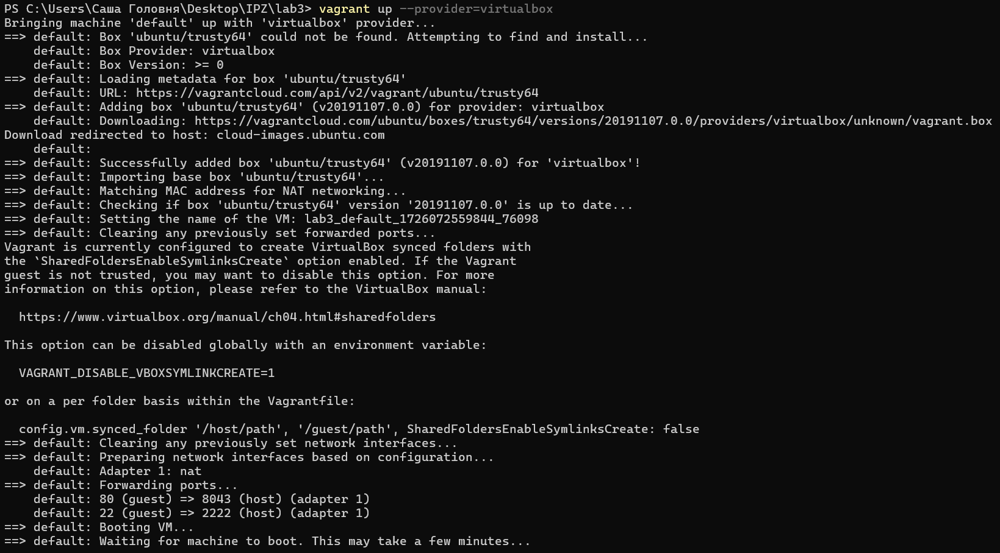 PS C:\Users\Саша Головня\Desktop\IPZ\lab3> vagrant up --provider=virtualbox
Bringing machine 'default' up with 'virtualbox' provider...
==> default: Box 'ubuntu/trusty64' could not be found. Attempting to find and install...
    default: Box Provider: virtualbox
    default: Box Version: >= 0
==> default: Loading metadata for box 'ubuntu/trusty64'
    default: URL: https://vagrantcloud.com/api/v2/vagrant/ubuntu/trusty64
==> default: Adding box 'ubuntu/trusty64' (v20191107.0.0) for provider: virtualbox
    default: Downloading: https://vagrantcloud.com/ubuntu/boxes/trusty64/versions/20191107.0.0/providers/virtualbox/unknown/vagrant.box
Download redirected to host: cloud-images.ubuntu.com
    default:
==> default: Successfully added box 'ubuntu/trusty64' (v20191107.0.0) for 'virtualbox'!
==> default: Importing base box 'ubuntu/trusty64'...
==> default: Matching MAC address for NAT networking...
==> default: Checking if box 'ubuntu/trusty64' version '20191107.0.0' is up to date...
==> default: Setting the name of the VM: lab3_default_1726072559844_76098
==> default: Clearing any previously set forwarded ports...
Vagrant is currently configured to create VirtualBox synced folders with
the `SharedFoldersEnableSymlinksCreate` option enabled. If the Vagrant
guest is not trusted, you may want to disable this option. For more
information on this option, please refer to the VirtualBox manual:

  https://www.virtualbox.org/manual/ch04.html#sharedfolders

This option can be disabled globally with an environment variable:

  VAGRANT_DISABLE_VBOXSYMLINKCREATE=1

or on a per folder basis within the Vagrantfile:

  config.vm.synced_folder '/host/path', '/guest/path', SharedFoldersEnableSymlinksCreate: false
==> default: Clearing any previously set network interfaces...
==> default: Preparing network interfaces based on configuration...
    default: Adapter 1: nat
==> default: Forwarding ports...
    default: 80 (guest) => 8043 (host) (adapter 1)
    default: 22 (guest) => 2222 (host) (adapter 1)
==> default: Booting VM...
==> default: Waiting for machine to boot. This may take a few minutes...